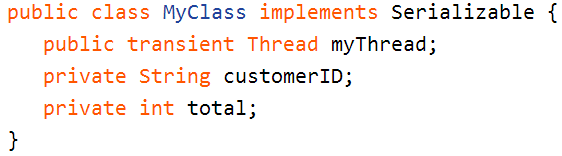 public class MyClass implements Serializable {
   public transient Thread myThread;
   private String customerID;
   private int total;
}